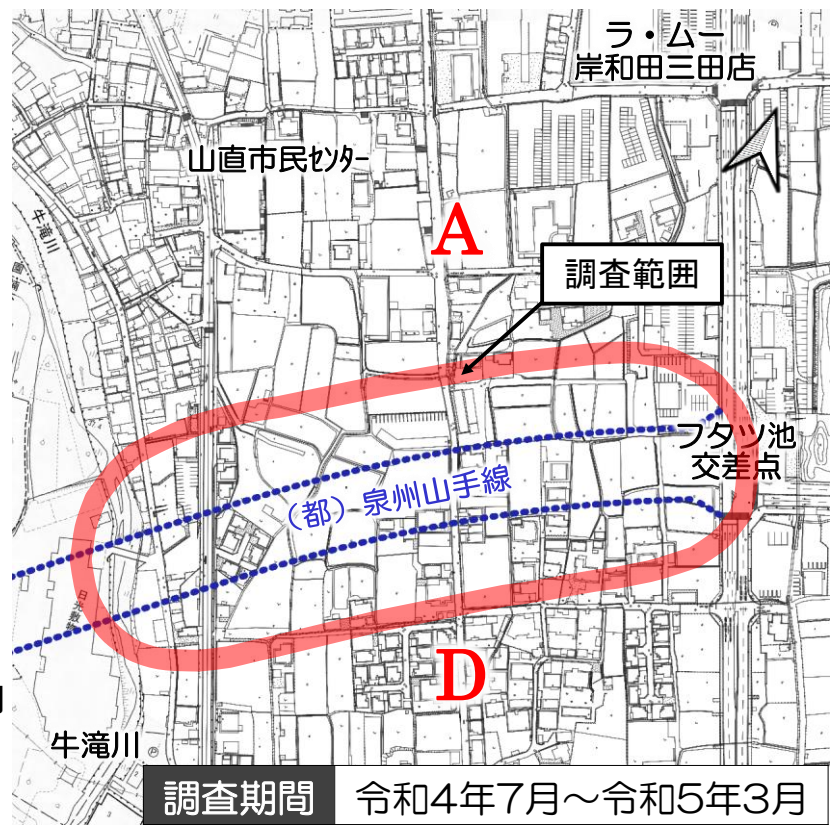 ラ・ムー
岸和田三田店
山直市民センター
牛滝川
A
調査範囲
フタツ池
交差点
（都）泉州山手線
D
牛滝川
調査期間 令和4年7月～令和5年3月